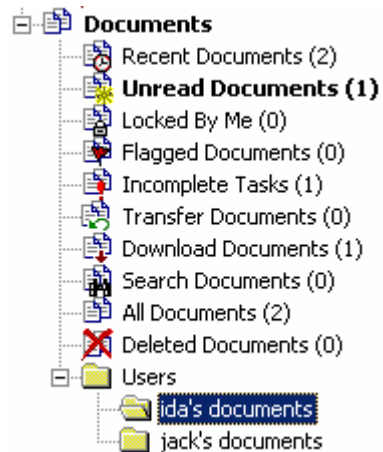 Documents
Recent Documents (2)
Unread Documents (1)
Locked By Me (0)
Flagged Documents (0)
Incomplete Tasks (1)
Transfer Documents (0)
Download Documents (1)
Search Documents (0)
All Documents (2)
Deleted Documents (0)
Users
ida's documents
jack's documents